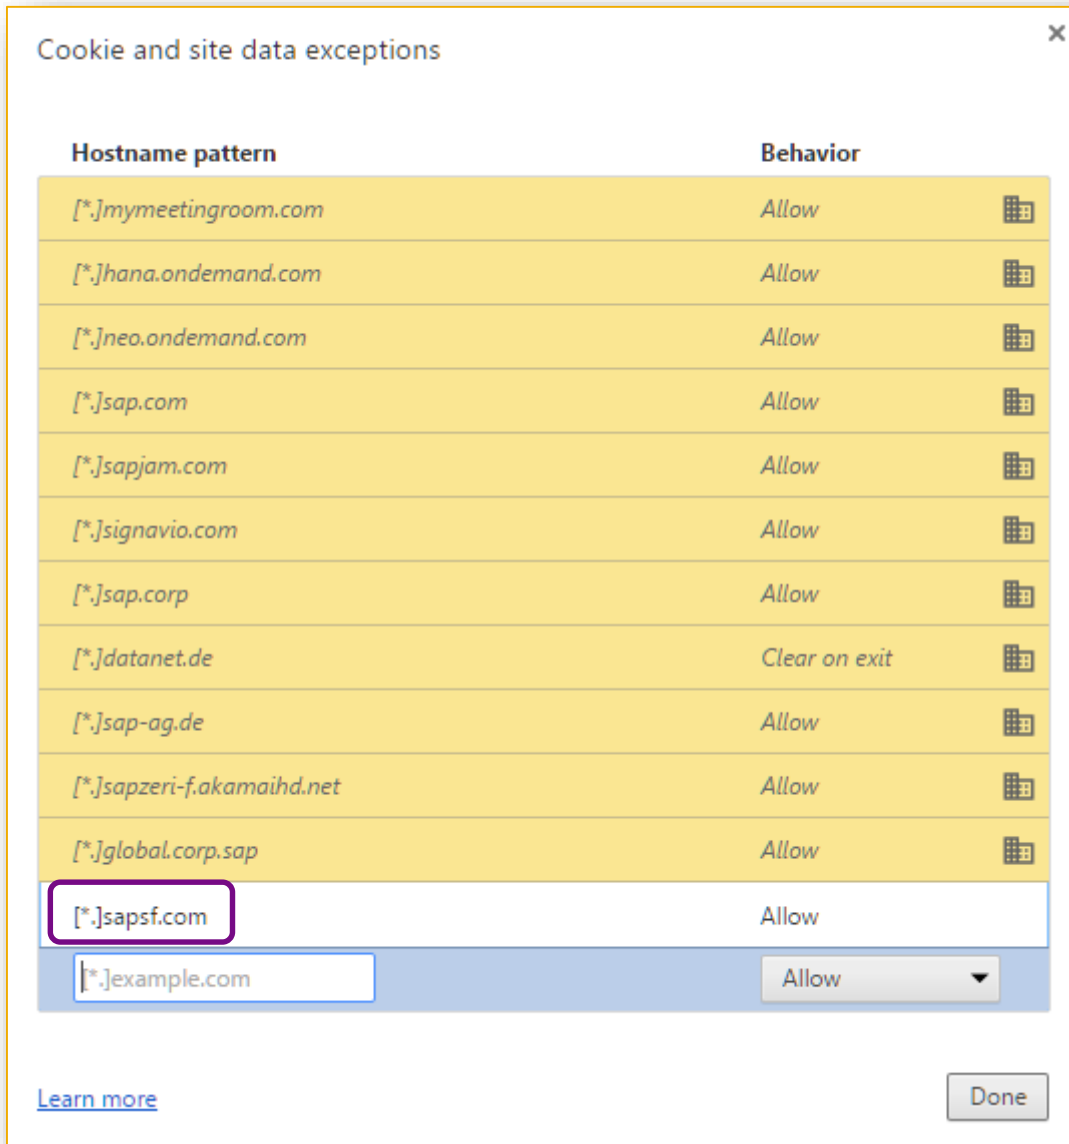 Cookie and site data exceptions
Hostname pattern Behavior
[*.]mymeetingroom.com Allow
[*.]hana.ondemand.com Allow
[*.]neo.ondemand.com Allow
[*.]sap.com Allow
[*.]sapjam.com Allow
[*.]signavio.com Allow
[*.]sap.corp Allow
[*.]datanet.de Clear on exit
[*.]sap-ag.de Allow
[*.]sapzeri-f.akamaihd.net Allow
[*.]global.corp.sap Allow
[*.]sapsf.com Allow
[*.]example.com Allow
Learn more Done